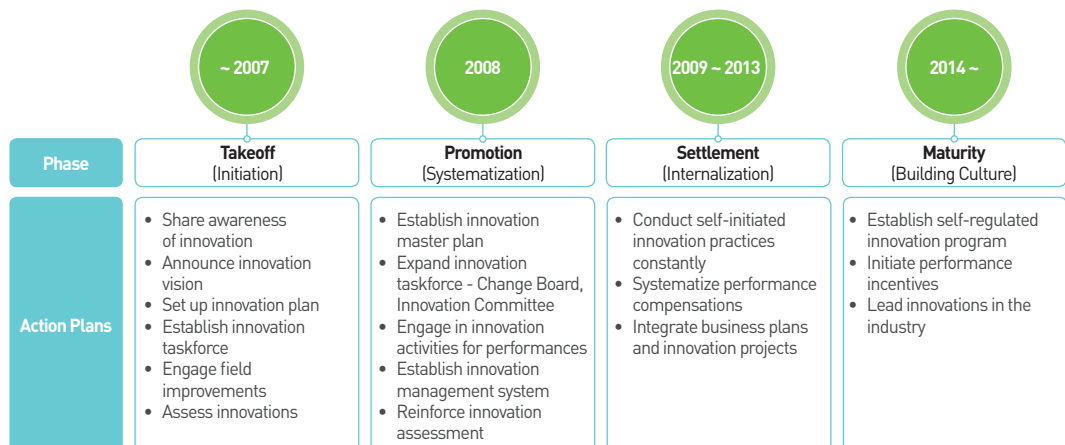 ~ 2007
2008
2009 ~ 2013
2014 ~
Phase
Takeoff
(Initiation)
Promotion
(Systematization)
Settlement
(Internalization)
Maturity
(Building Culture)
Action Plans
• Share awareness
of innovation
• Announce innovation
vision
• Set up innovation plan
• Establish innovation
taskforce
• Engage field
improvements
• Assess innovations
• Establish innovation
master plan
• Expand innovation
taskforce - Change Board,
Innovation Committee
• Engage in innovation
activities for performances
• Establish innovation
management system
• Reinforce innovation
assessment
• Conduct self-initiated
innovation practices
constantly
• Systematize performance
compensations
• Integrate business plans
and innovation projects
• Establish self-regulated
innovation program
• Initiate performance
incentives
• Lead innovations in the
industry